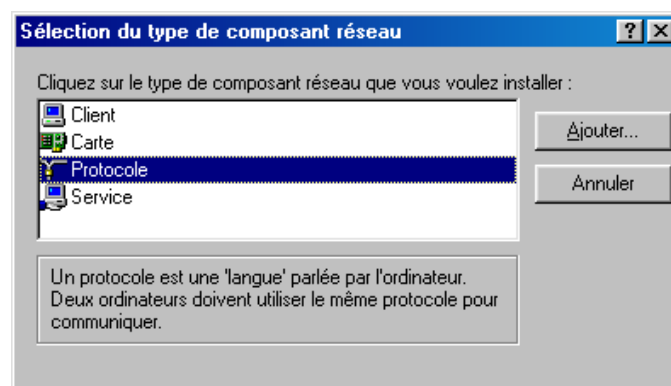 Sélection du type de composant réseau
Cliquez sur le type de composant réseau que vous voulez installer :
Client
Carte
Protocole
Service
Ajouter...
Annuler
Un protocole est une 'langue' parlée par l'ordinateur.
Deux ordinateurs doivent utiliser le même protocole pour
communiquer.